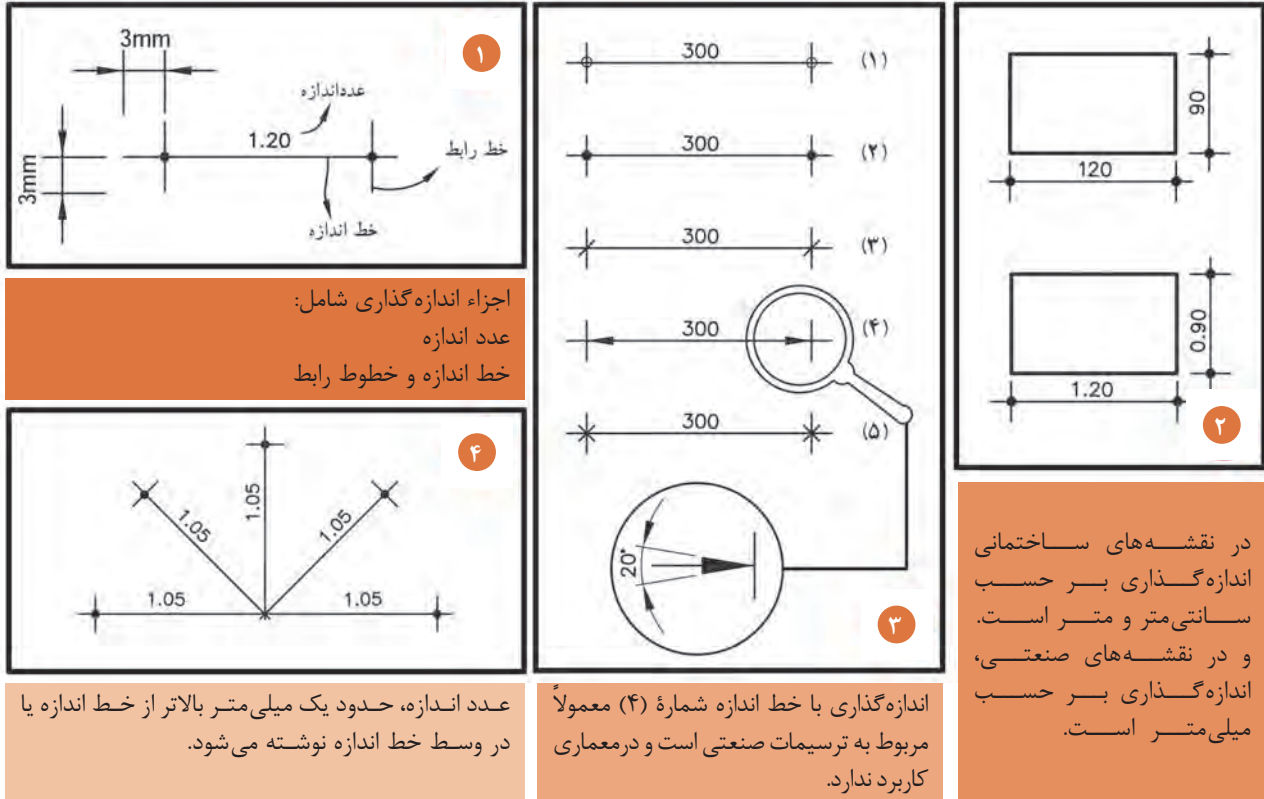 ۱
3mm
عدداندازه
1.20
خط رابط
3mm
خط اندازه
اجزاء اندازه‌گذاری شامل:
عدد اندازه
خط اندازه و خطوط رابط
۲
90
120
0.90
1.20
در نقشه‌های ساختمانی
اندازه‌گذاری بر حسب
سانتی‌متر و متر است.
و در نقشه‌های صنعتی،
اندازه‌گذاری بر حسب
میلی‌متر است.
۳
300 (۱)
300 (۲)
300 (۳)
300 (۴)
300 (۵)
20°
اندازه‌گذاری با خط اندازه شمارهٔ (۴) معمولاً
مربوط به ترسیمات صنعتی است و درمعماری
کاربرد ندارد.
۴
1.05
1.05
1.05
1.05
1.05
عدد اندازه، حدود یک میلی‌متر بالاتر از خط اندازه یا
در وسط خط اندازه نوشته می‌شود.